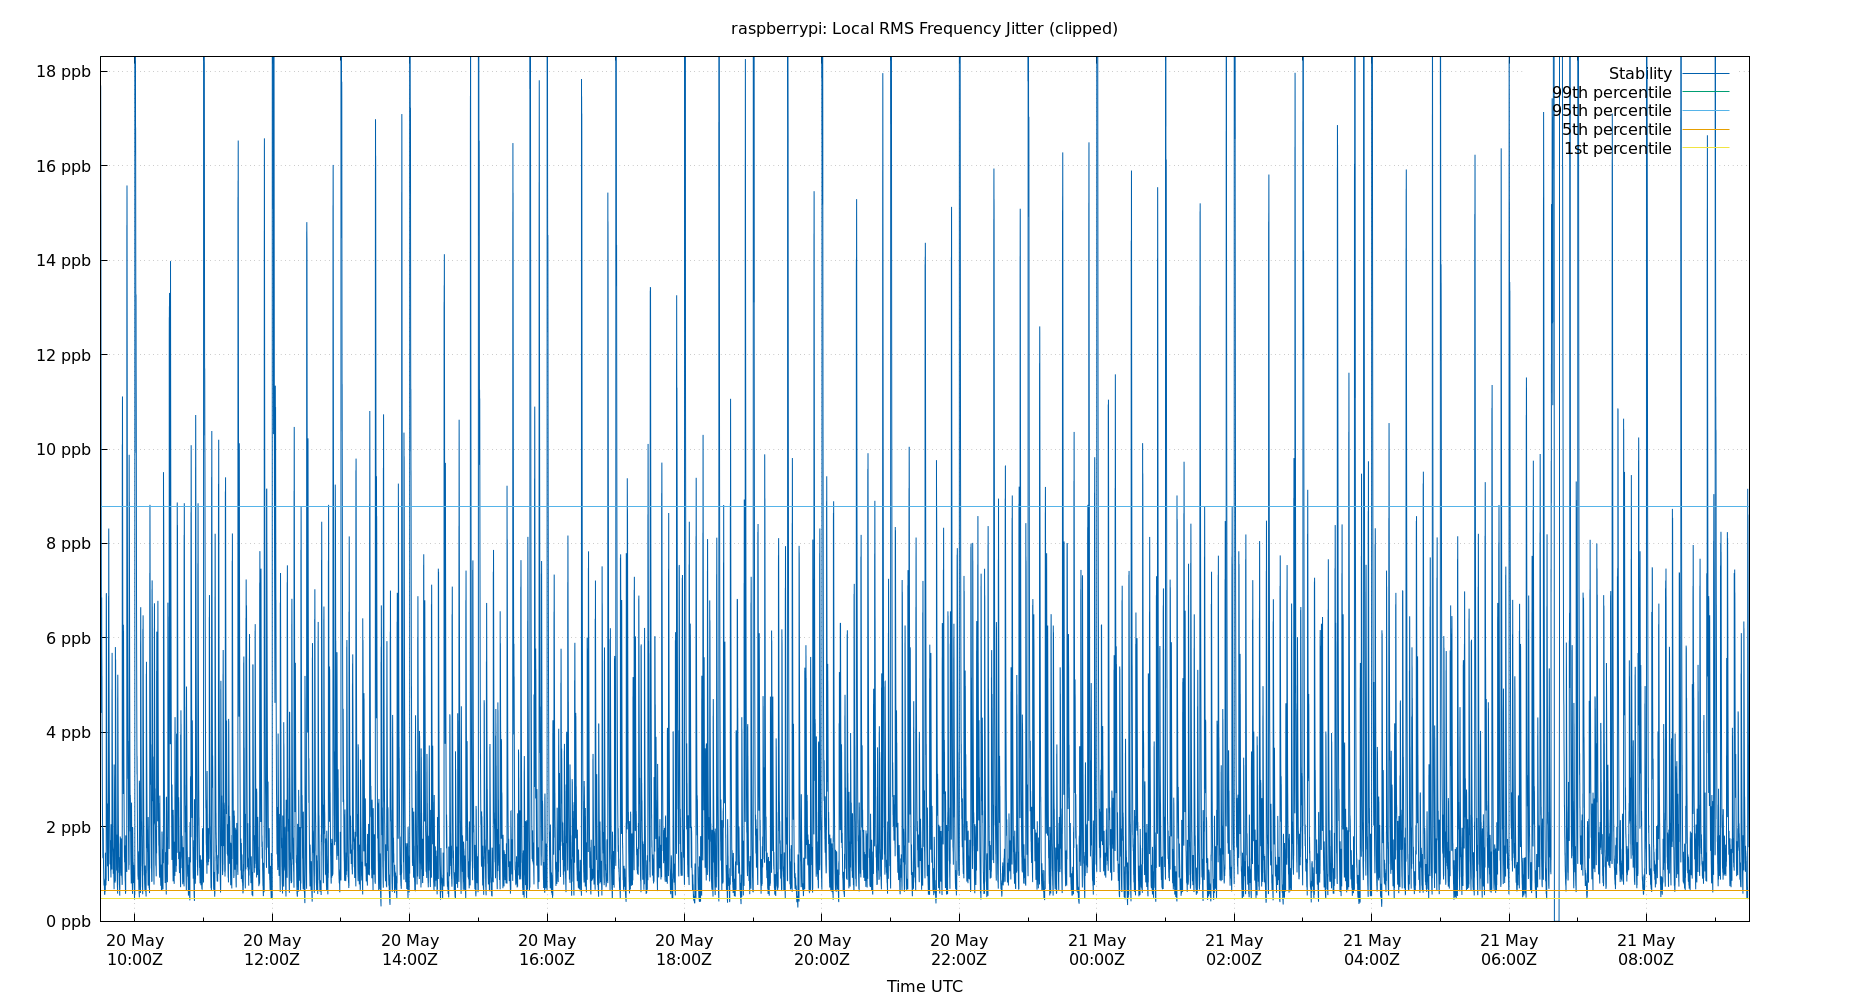 raspberrypi: Local RMS Frequency Jitter (clipped)
18 ppb
16 ppb
14 ppb
12 ppb
10 ppb
8 ppb
6 ppb
4 ppb
2 ppb
0 ppb
Stability
99th percentile
95th percentile
5th percentile
1st percentile
20 May 20 May 20 May 20 May 20 May 20 May 20 May 21 May 21 May 21 May 21 May 21 May
10:00Z 12:00Z 14:00Z 16:00Z 18:00Z 20:00Z 22:00Z 00:00Z 02:00Z 04:00Z 06:00Z 08:00Z
Time UTC